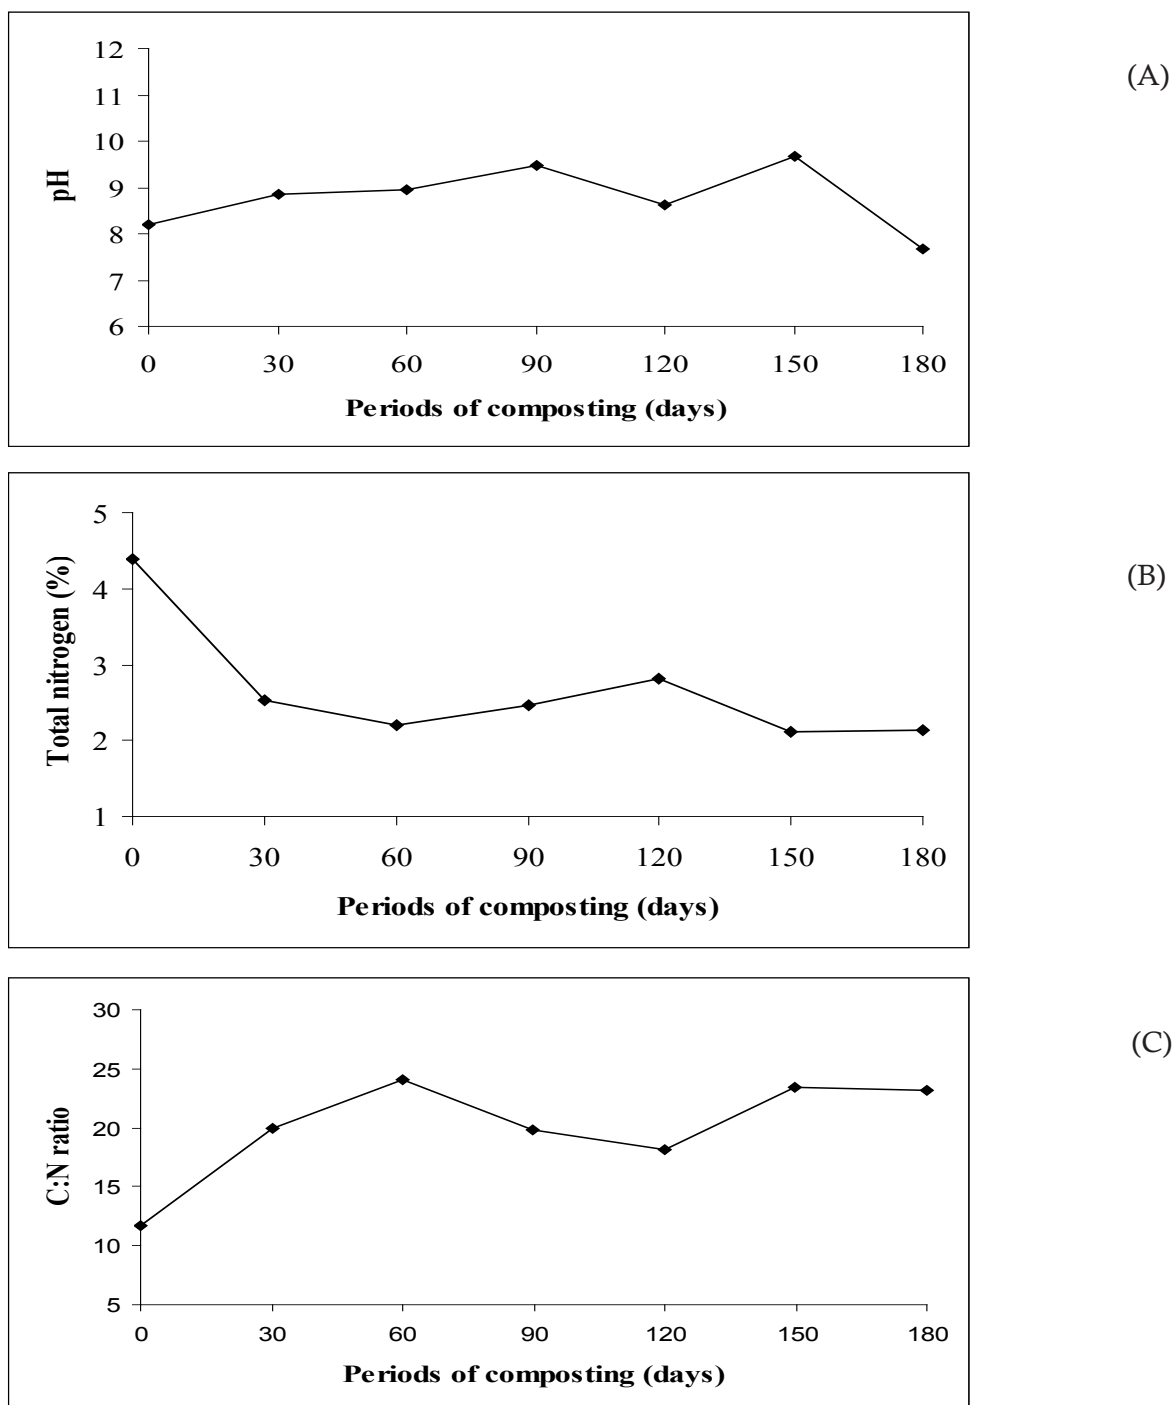 (A)
12
11
10
9
8
7
6
pH
0 30 60 90 120 150 180
Periods of composting (days)
(B)
5
4
3
2
1
Total nitrogen (%)
0 30 60 90 120 150 180
Periods of composting (days)
(C)
30
25
20
15
10
5
C:N ratio
0 30 60 90 120 150 180
Periods of composting (days)